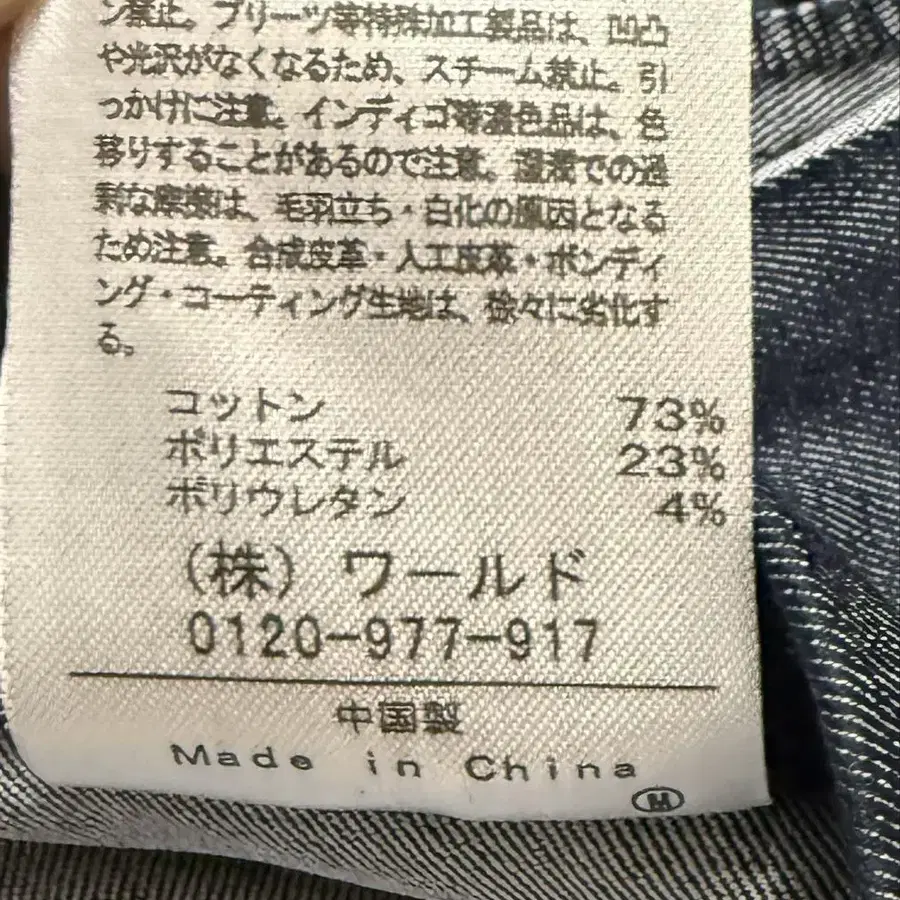 ン禁止。プリーツ等特殊加工製品は、凹凸
や光沢がなくなるため、スチーム禁止。引
っかけに注意。インディゴ等濃色品は、色
移りすることがあるので注意。湿潤での過
剰な摩擦は、毛羽立ち・白化の原因となる
ため注意。合成皮革・人工皮革・ボンディ
ング・コーティング生地は、徐々に劣化す
る。
コットン 73%
ポリエステル 23%
ポリウレタン 4%
(株) ワールド
0120-977-917
中国製
Made in China
M